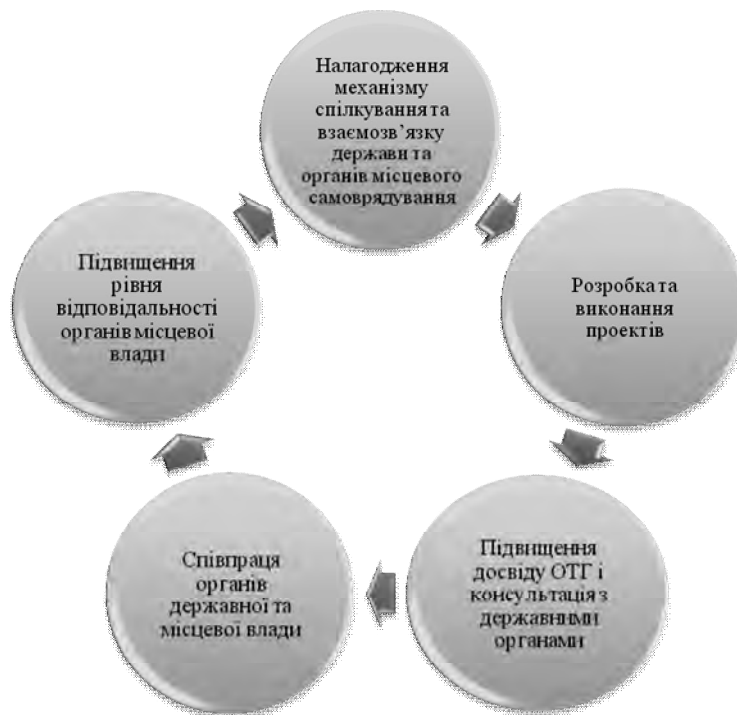 Налагодження
механізму
спілкування та
взаємозв’язку
держави та
органів місцевого
самоврядування
Розробка та
виконання
проектів
Підвищення
досвіду ОТГ і
консультація з
державними
органами
Співпраця
органів
державної та
місцевої влади
Підвищення
рівня
відповідальності
органів місцевої
влади